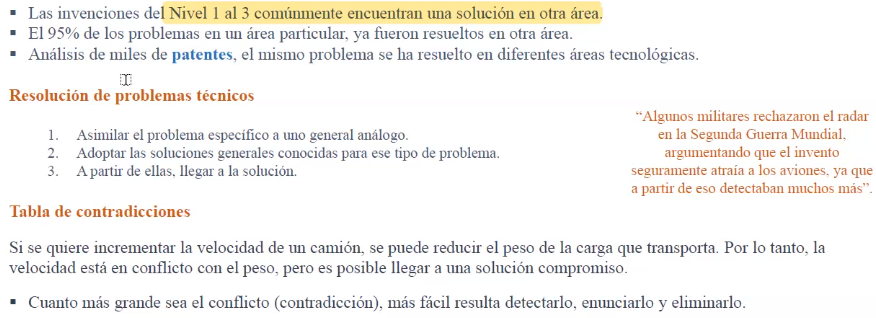 ▪ Las invenciones del Nivel 1 al 3 comúnmente encuentran una solución en otra área.
▪ El 95% de los problemas en un área particular, ya fueron resueltos en otra área.
▪ Análisis de miles de patentes, el mismo problema se ha resuelto en diferentes áreas tecnológicas.
Resolución de problemas técnicos
1. Asimilar el problema específico a uno general análogo.
2. Adoptar las soluciones generales conocidas para ese tipo de problema.
3. A partir de ellas, llegar a la solución.
“Algunos militares rechazaron el radar
en la Segunda Guerra Mundial,
argumentando que el invento
seguramente atraía a los aviones, ya que
a partir de eso detectaban muchos más”.
Tabla de contradicciones
Si se quiere incrementar la velocidad de un camión, se puede reducir el peso de la carga que transporta. Por lo tanto, la
velocidad está en conflicto con el peso, pero es posible llegar a una solución compromiso.
▪ Cuanto más grande sea el conflicto (contradicción), más fácil resulta detectarlo, enunciarlo y eliminarlo.